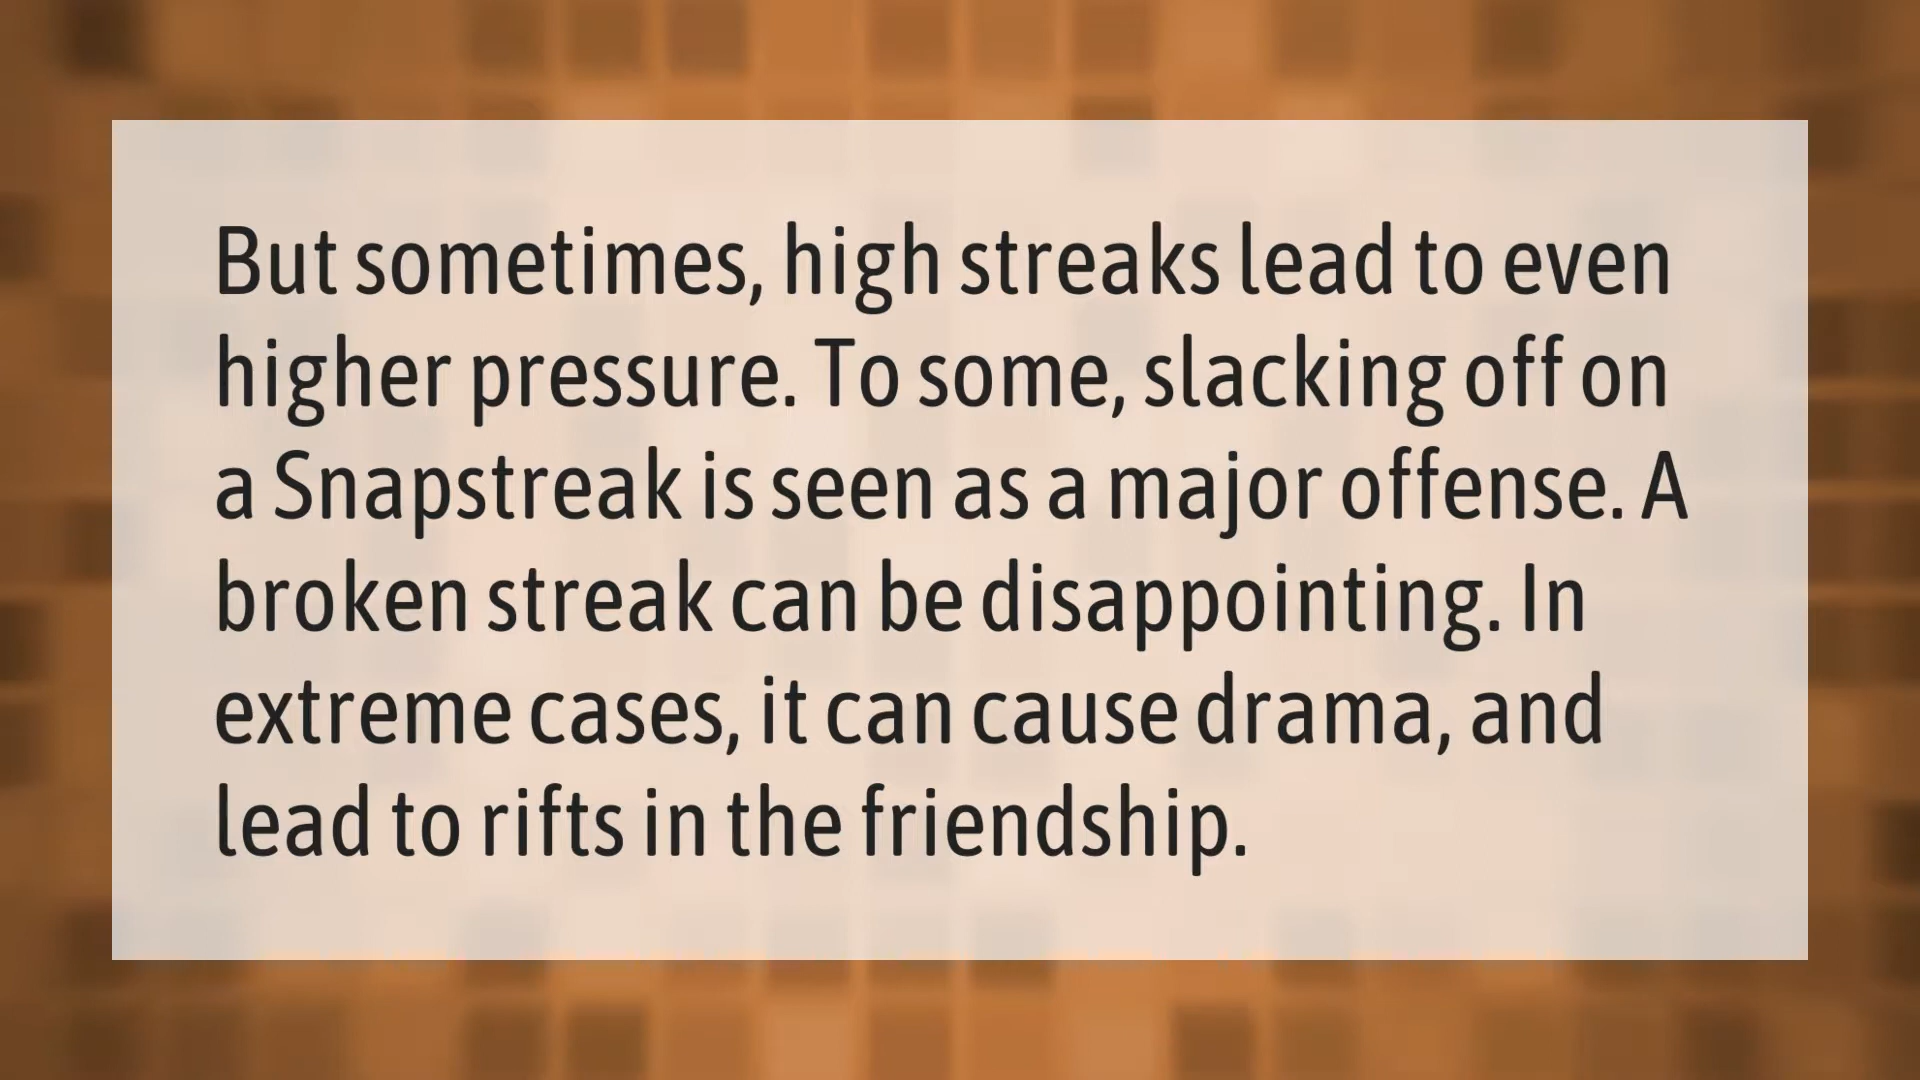 But sometimes, high streaks lead to even
higher pressure. To some, slacking off on
a Snapstreak is seen as a major offense. A
broken streak can be disappointing. In
extreme cases, it can cause drama, and
lead to rifts in the friendship.